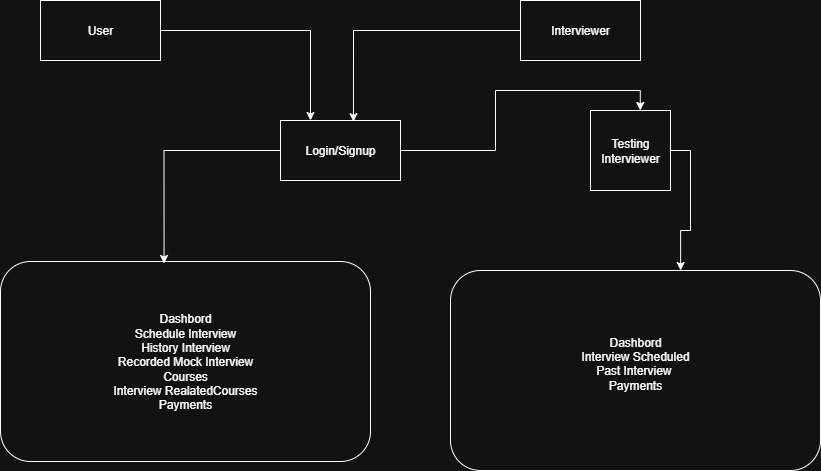 User
Interviewer
Login/Signup
Testing
Interviewer
Dashbord
Schedule Interview
History Interview
Recorded Mock Interview
Courses
Interview RealatedCourses
Payments
Dashbord
Interview Scheduled
Past Interview
Payments